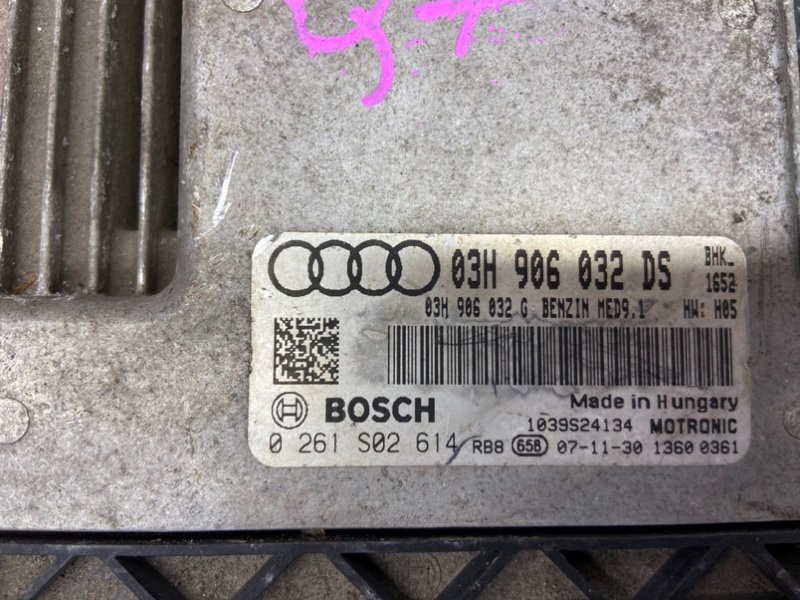 03H 906 032 DS BHK_
1652
03H 906 032 G BENZIN MED9.1 HW: H05
BOSCH
Made in Hungary
1039S24134 MOTRONIC
0 261 S02 614 RB8 658 07-11-30 1360 0361